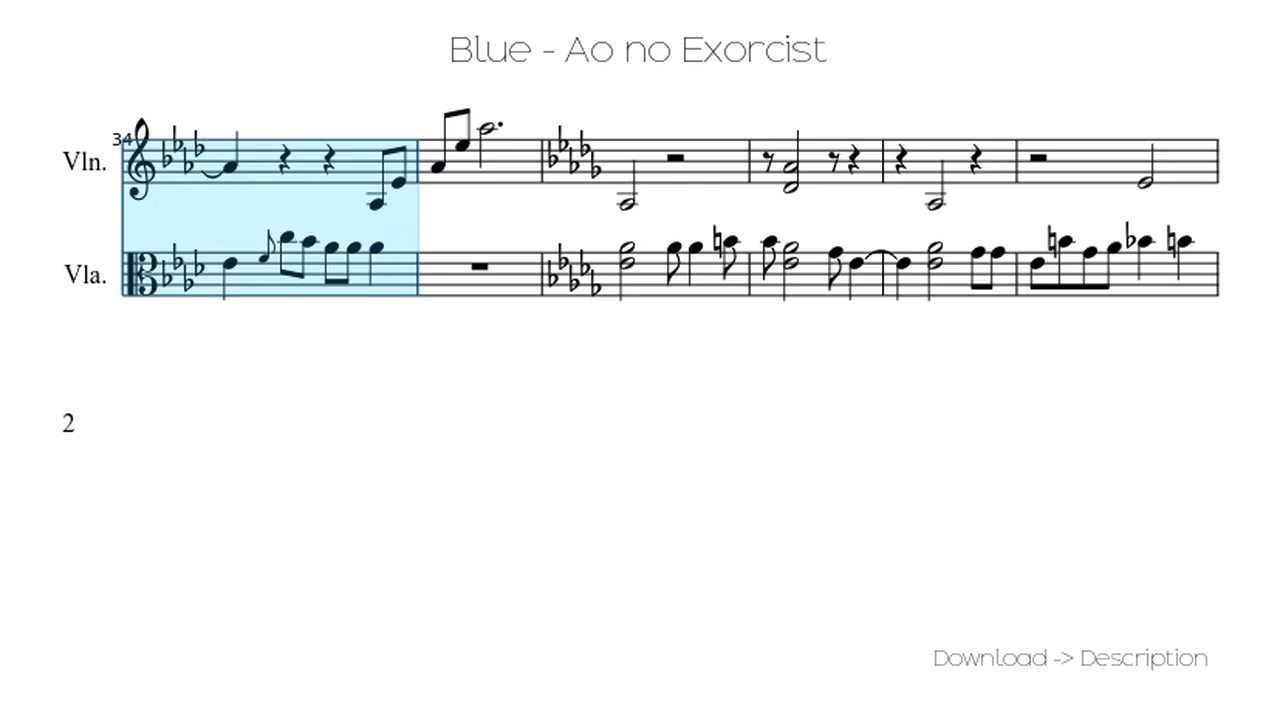 Blue - Ao no Exorcist
34
Vln.
Vla.
2
Download -> Description